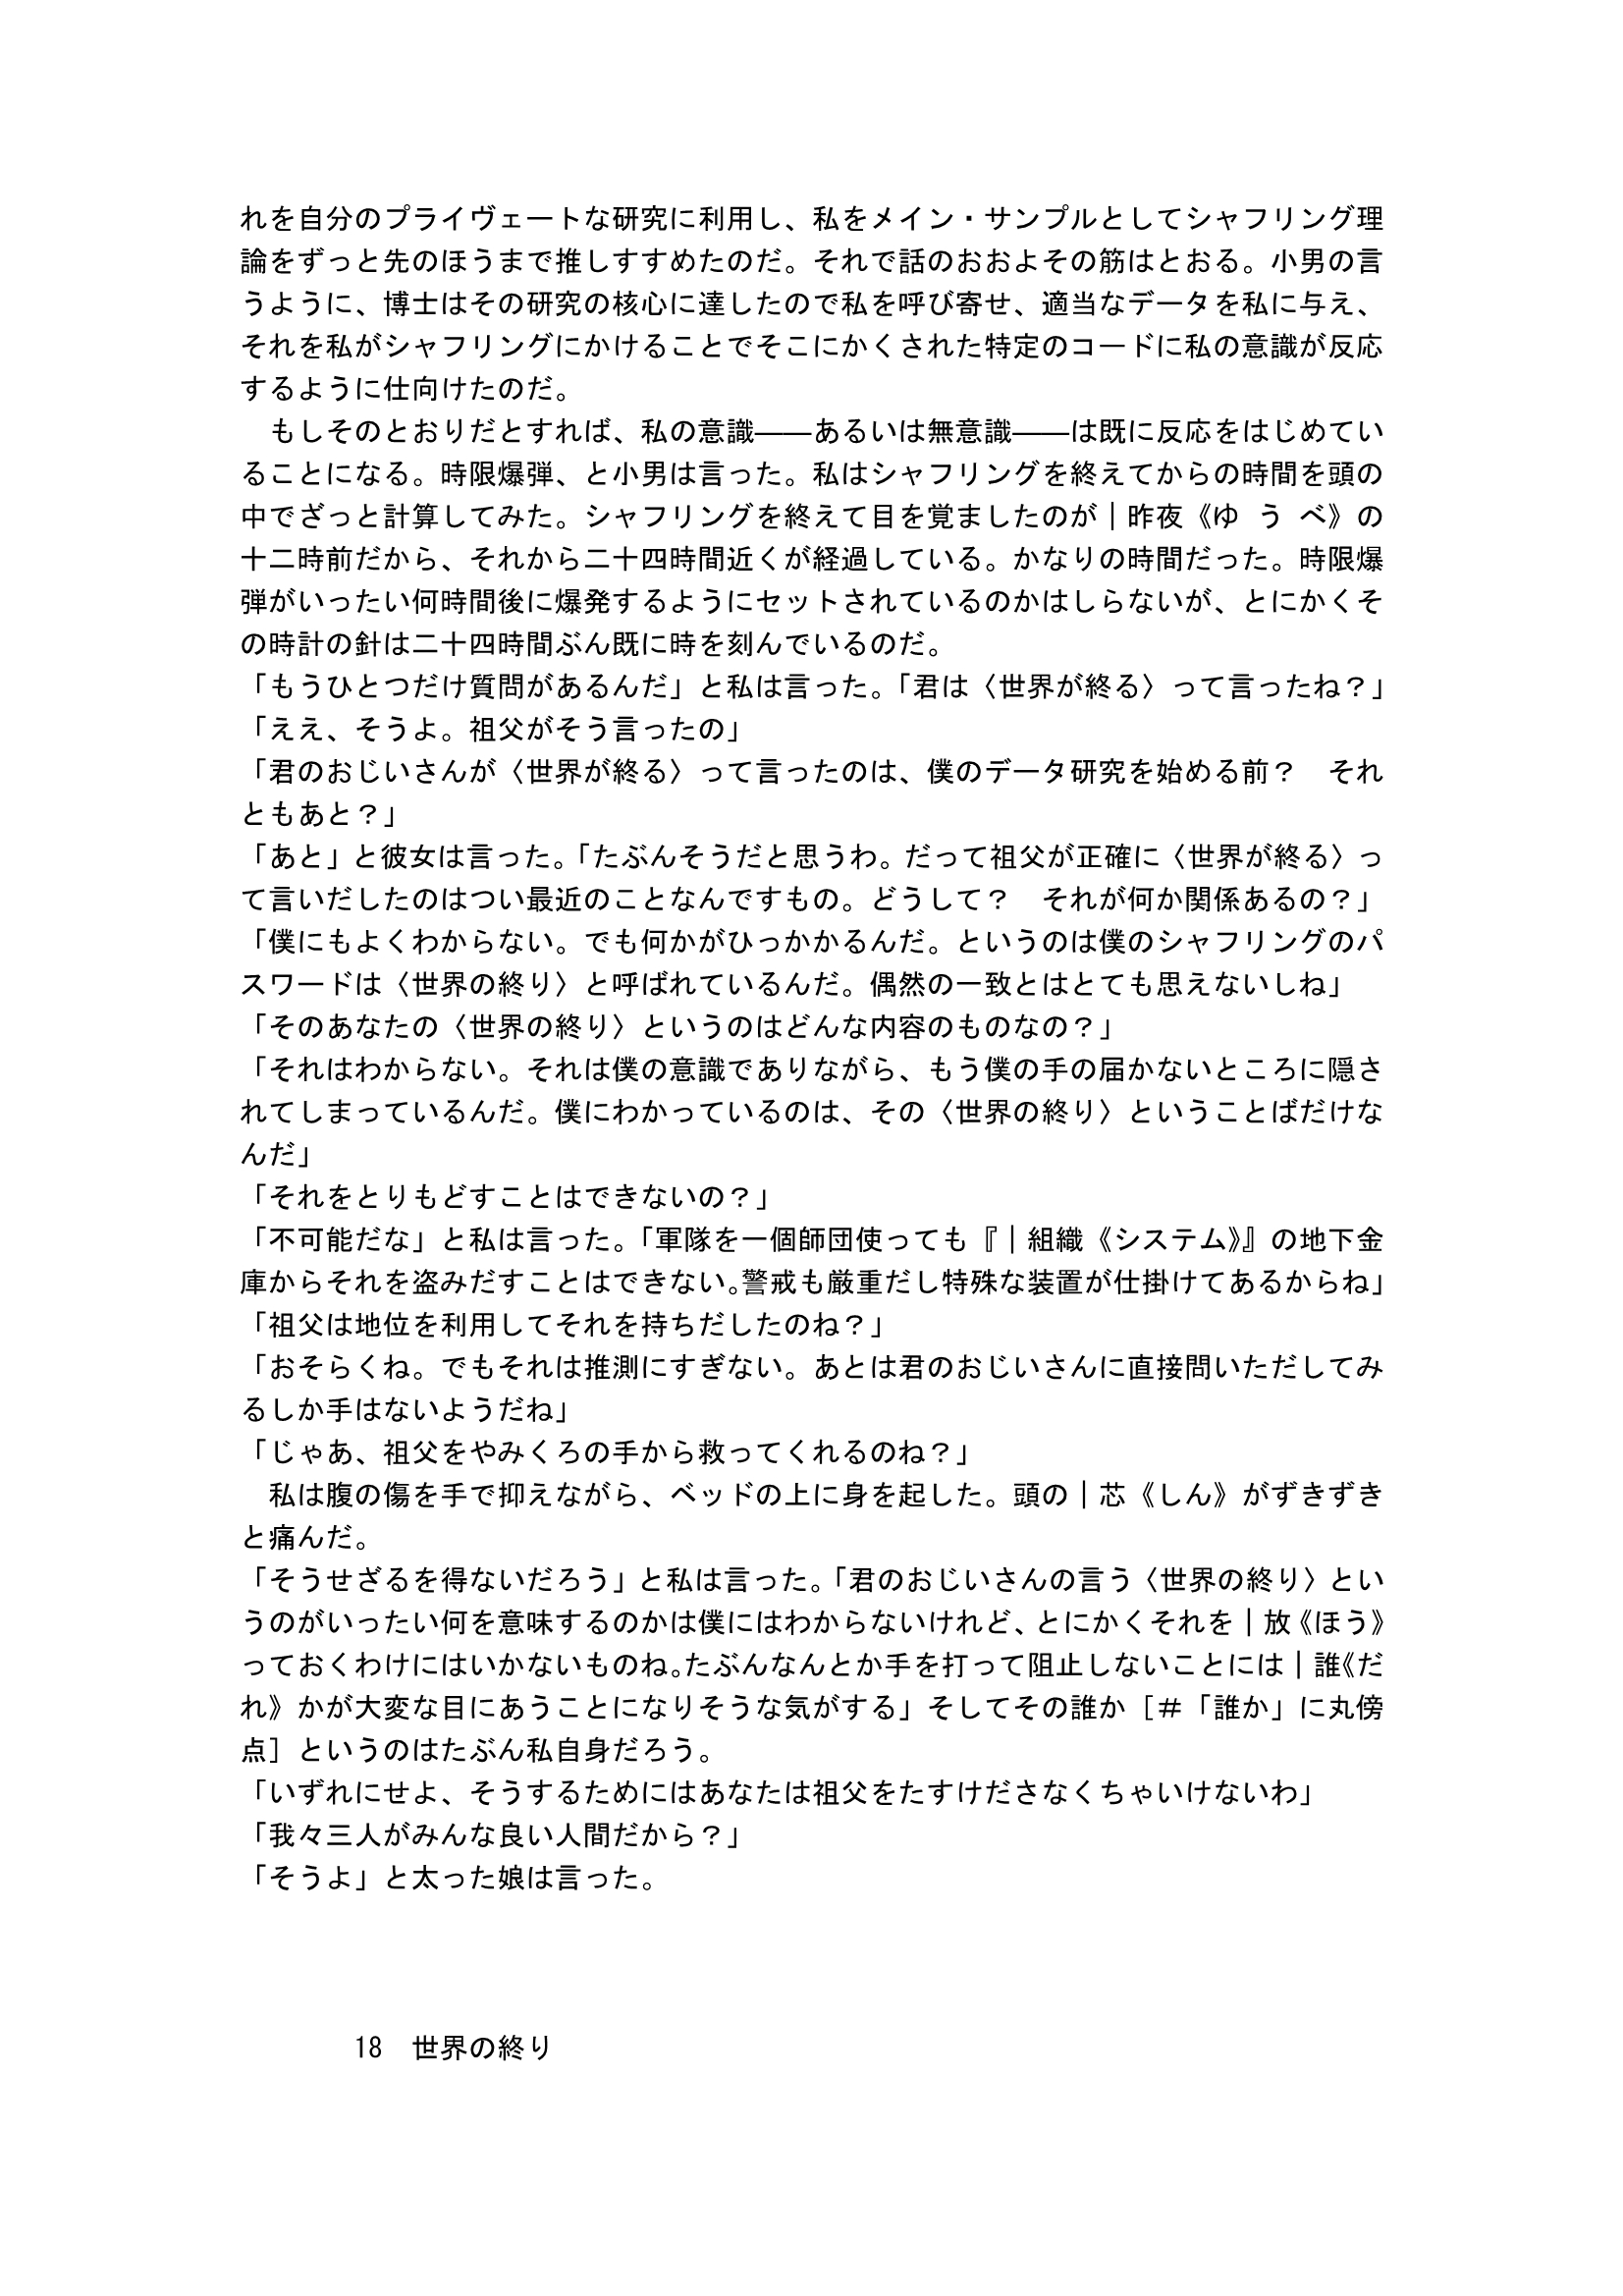 れを自分のプライヴェートな研究に利用し、私をメイン・サンプルとしてシャフリング理
論をずっと先のほうまで推しすすめたのだ。それで話のおおよその筋はとおる。小男の言
うように、博士はその研究の核心に達したので私を呼び寄せ、適当なデータを私に与え、
それを私がシャフリングにかけることでそこにかくされた特定のコードに私の意識が反応
するように仕向けたのだ。
　もしそのとおりだとすれば、私の意識――あるいは無意識――は既に反応をはじめてい
ることになる。時限爆弾、と小男は言った。私はシャフリングを終えてからの時間を頭の
中でざっと計算してみた。シャフリングを終えて目を覚ましたのが｜昨夜《ゆ う べ》の
十二時前だから、それから二十四時間近くが経過している。かなりの時間だった。時限爆
弾がいったい何時間後に爆発するようにセットされているのかはしらないが、とにかくそ
の時計の針は二十四時間ぶん既に時を刻んでいるのだ。
「もうひとつだけ質問があるんだ」と私は言った。「君は〈世界が終る〉って言ったね？」
「ええ、そうよ。祖父がそう言ったの」
「君のおじいさんが〈世界が終る〉って言ったのは、僕のデータ研究を始める前？　それ
ともあと？」
「あと」と彼女は言った。「たぶんそうだと思うわ。だって祖父が正確に〈世界が終る〉っ
て言いだしたのはつい最近のことなんですもの。どうして？　それが何か関係あるの？」
「僕にもよくわからない。でも何かがひっかかるんだ。というのは僕のシャフリングのパ
スワードは〈世界の終り〉と呼ばれているんだ。偶然の一致とはとても思えないしね」
「そのあなたの〈世界の終り〉というのはどんな内容のものなの？」
「それはわからない。それは僕の意識でありながら、もう僕の手の届かないところに隠さ
れてしまっているんだ。僕にわかっているのは、その〈世界の終り〉ということばだけな
んだ」
「それをとりもどすことはできないの？」
「不可能だな」と私は言った。「軍隊を一個師団使っても『｜組織《システム》』の地下金
庫からそれを盗みだすことはできない。警戒も厳重だし特殊な装置が仕掛けてあるからね」
「祖父は地位を利用してそれを持ちだしたのね？」
「おそらくね。でもそれは推測にすぎない。あとは君のおじいさんに直接問いただしてみ
るしか手はないようだね」
「じゃあ、祖父をやみくろの手から救ってくれるのね？」
　私は腹の傷を手で抑えながら、ベッドの上に身を起した。頭の｜芯《しん》がずきずき
と痛んだ。
「そうせざるを得ないだろう」と私は言った。「君のおじいさんの言う〈世界の終り〉とい
うのがいったい何を意味するのかは僕にはわからないけれど、とにかくそれを｜放《ほう》
っておくわけにはいかないものね。たぶんなんとか手を打って阻止しないことには｜誰《だ
れ》かが大変な目にあうことになりそうな気がする」そしてその誰か［＃「誰か」に丸傍
点］というのはたぶん私自身だろう。
「いずれにせよ、そうするためにはあなたは祖父をたすけださなくちゃいけないわ」
「我々三人がみんな良い人間だから？」
「そうよ」と太った娘は言った。
18　世界の終り